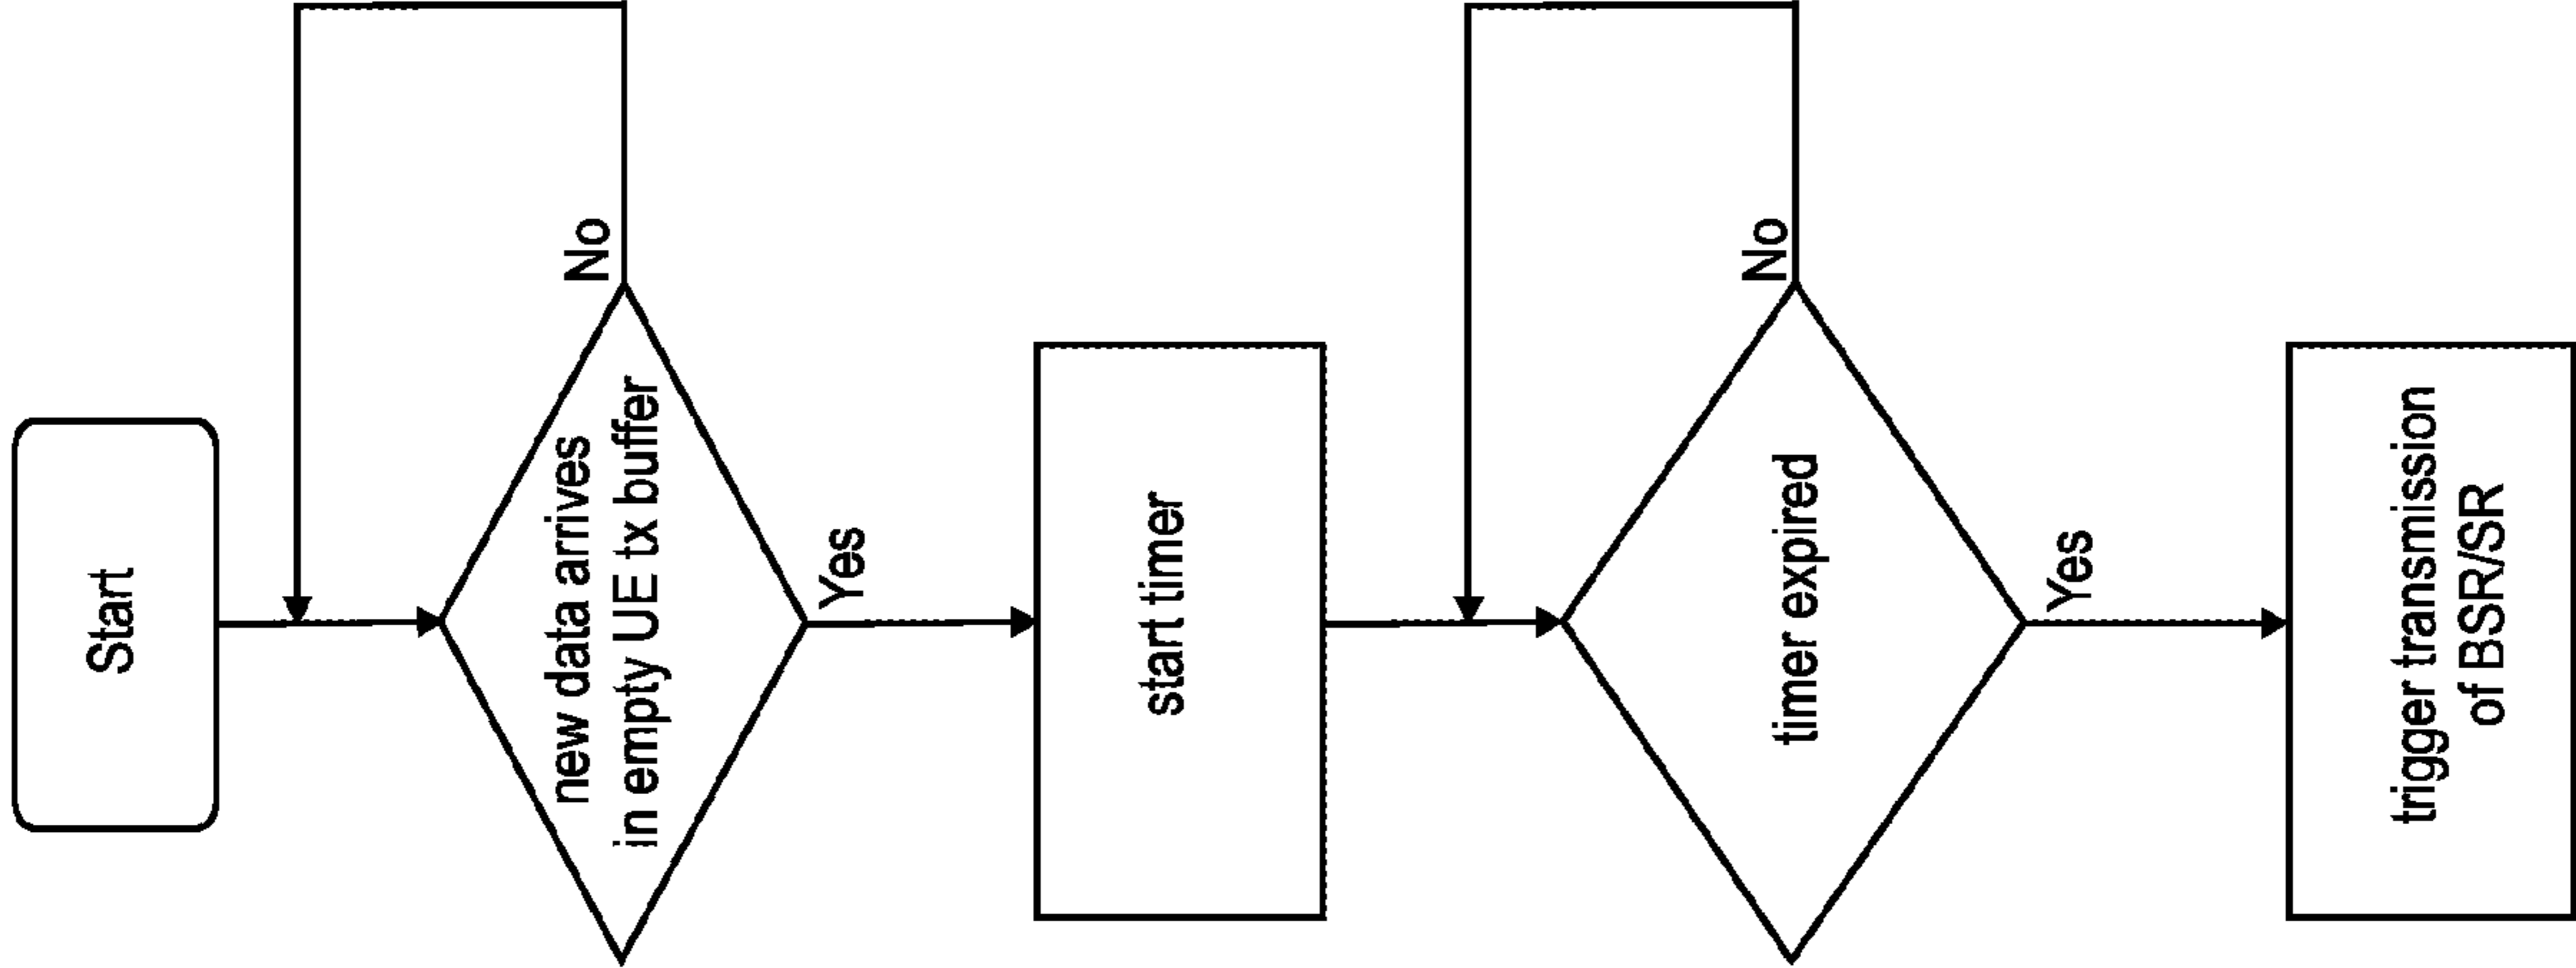 Start
new data arrives
in empty UE tx buffer
No
Yes
start timer
timer expired
No
Yes
trigger transmission
of BSR/SR